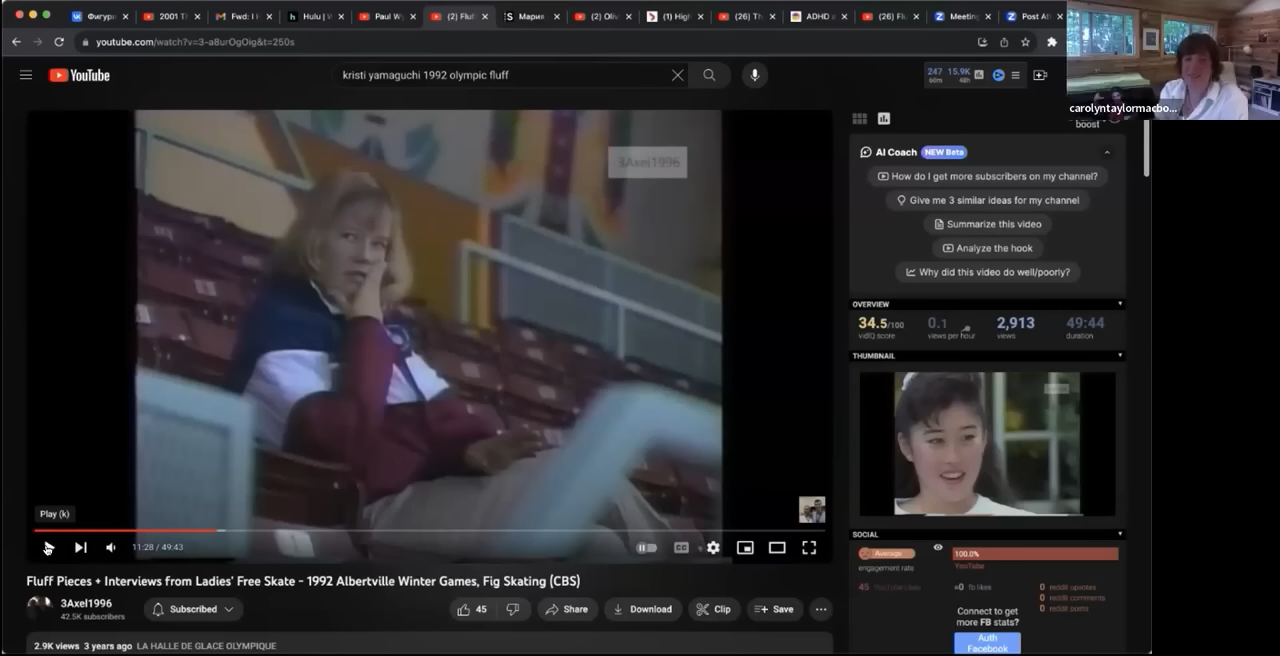 Фигури
2001 T
Fwd: I I
Hulu | V
Paul Wy
(2) Fluf
Мария
(2) Oli
(1) High
(26) Th
ADHD
(26) Fl
Meeting
Post At
youtube.com/watch?v=3-a8urOgOig&t=250s
YouTube
kristi yamaguchi 1992 olympic fluff
247 15.9K
60m 48h
carolyntaylormacbo...
boost
3Axel1996
AI Coach NEW Beta
How do I get more subscribers on my channel?
Give me 3 similar ideas for my channel
Summarize this video
Analyze the hook
Why did this video do well/poorly?
OVERVIEW
34.5/100 0.1 2,913 49:44
vidIQ score views per hour views duration
THUMBNAIL
Play (k)
11:28 / 49:43
CC
SOCIAL
Average 100.0%
engagement rate YouTube
45 =0 fb likes 0 reddit upvotes
0 reddit comments
0 reddit posts
Connect to get
more FB stats?
Auth
Facebook
Fluff Pieces + Interviews from Ladies' Free Skate - 1992 Albertville Winter Games, Fig Skating (CBS)
3Axel1996
42.5K subscribers
Subscribed
45 Share Download Clip Save ...
2.9K views 3 years ago LA HALLE DE GLACE OLYMPIQUE